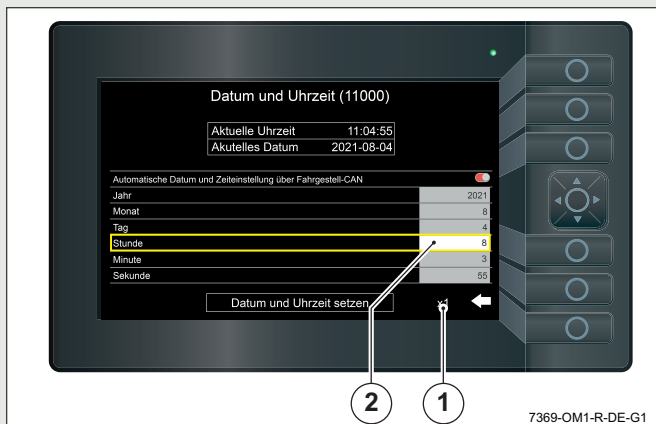 Datum und Uhrzeit (11000)
Aktuelle Uhrzeit 11:04:55
Akutelles Datum 2021-08-04
Automatische Datum und Zeiteinstellung über Fahrgestell-CAN
Jahr 2021
Monat 8
Tag 4
Stunde 8
Minute 3
Sekunde 55
Datum und Uhrzeit setzen x1
2 1
7369-OM1-R-DE-G1